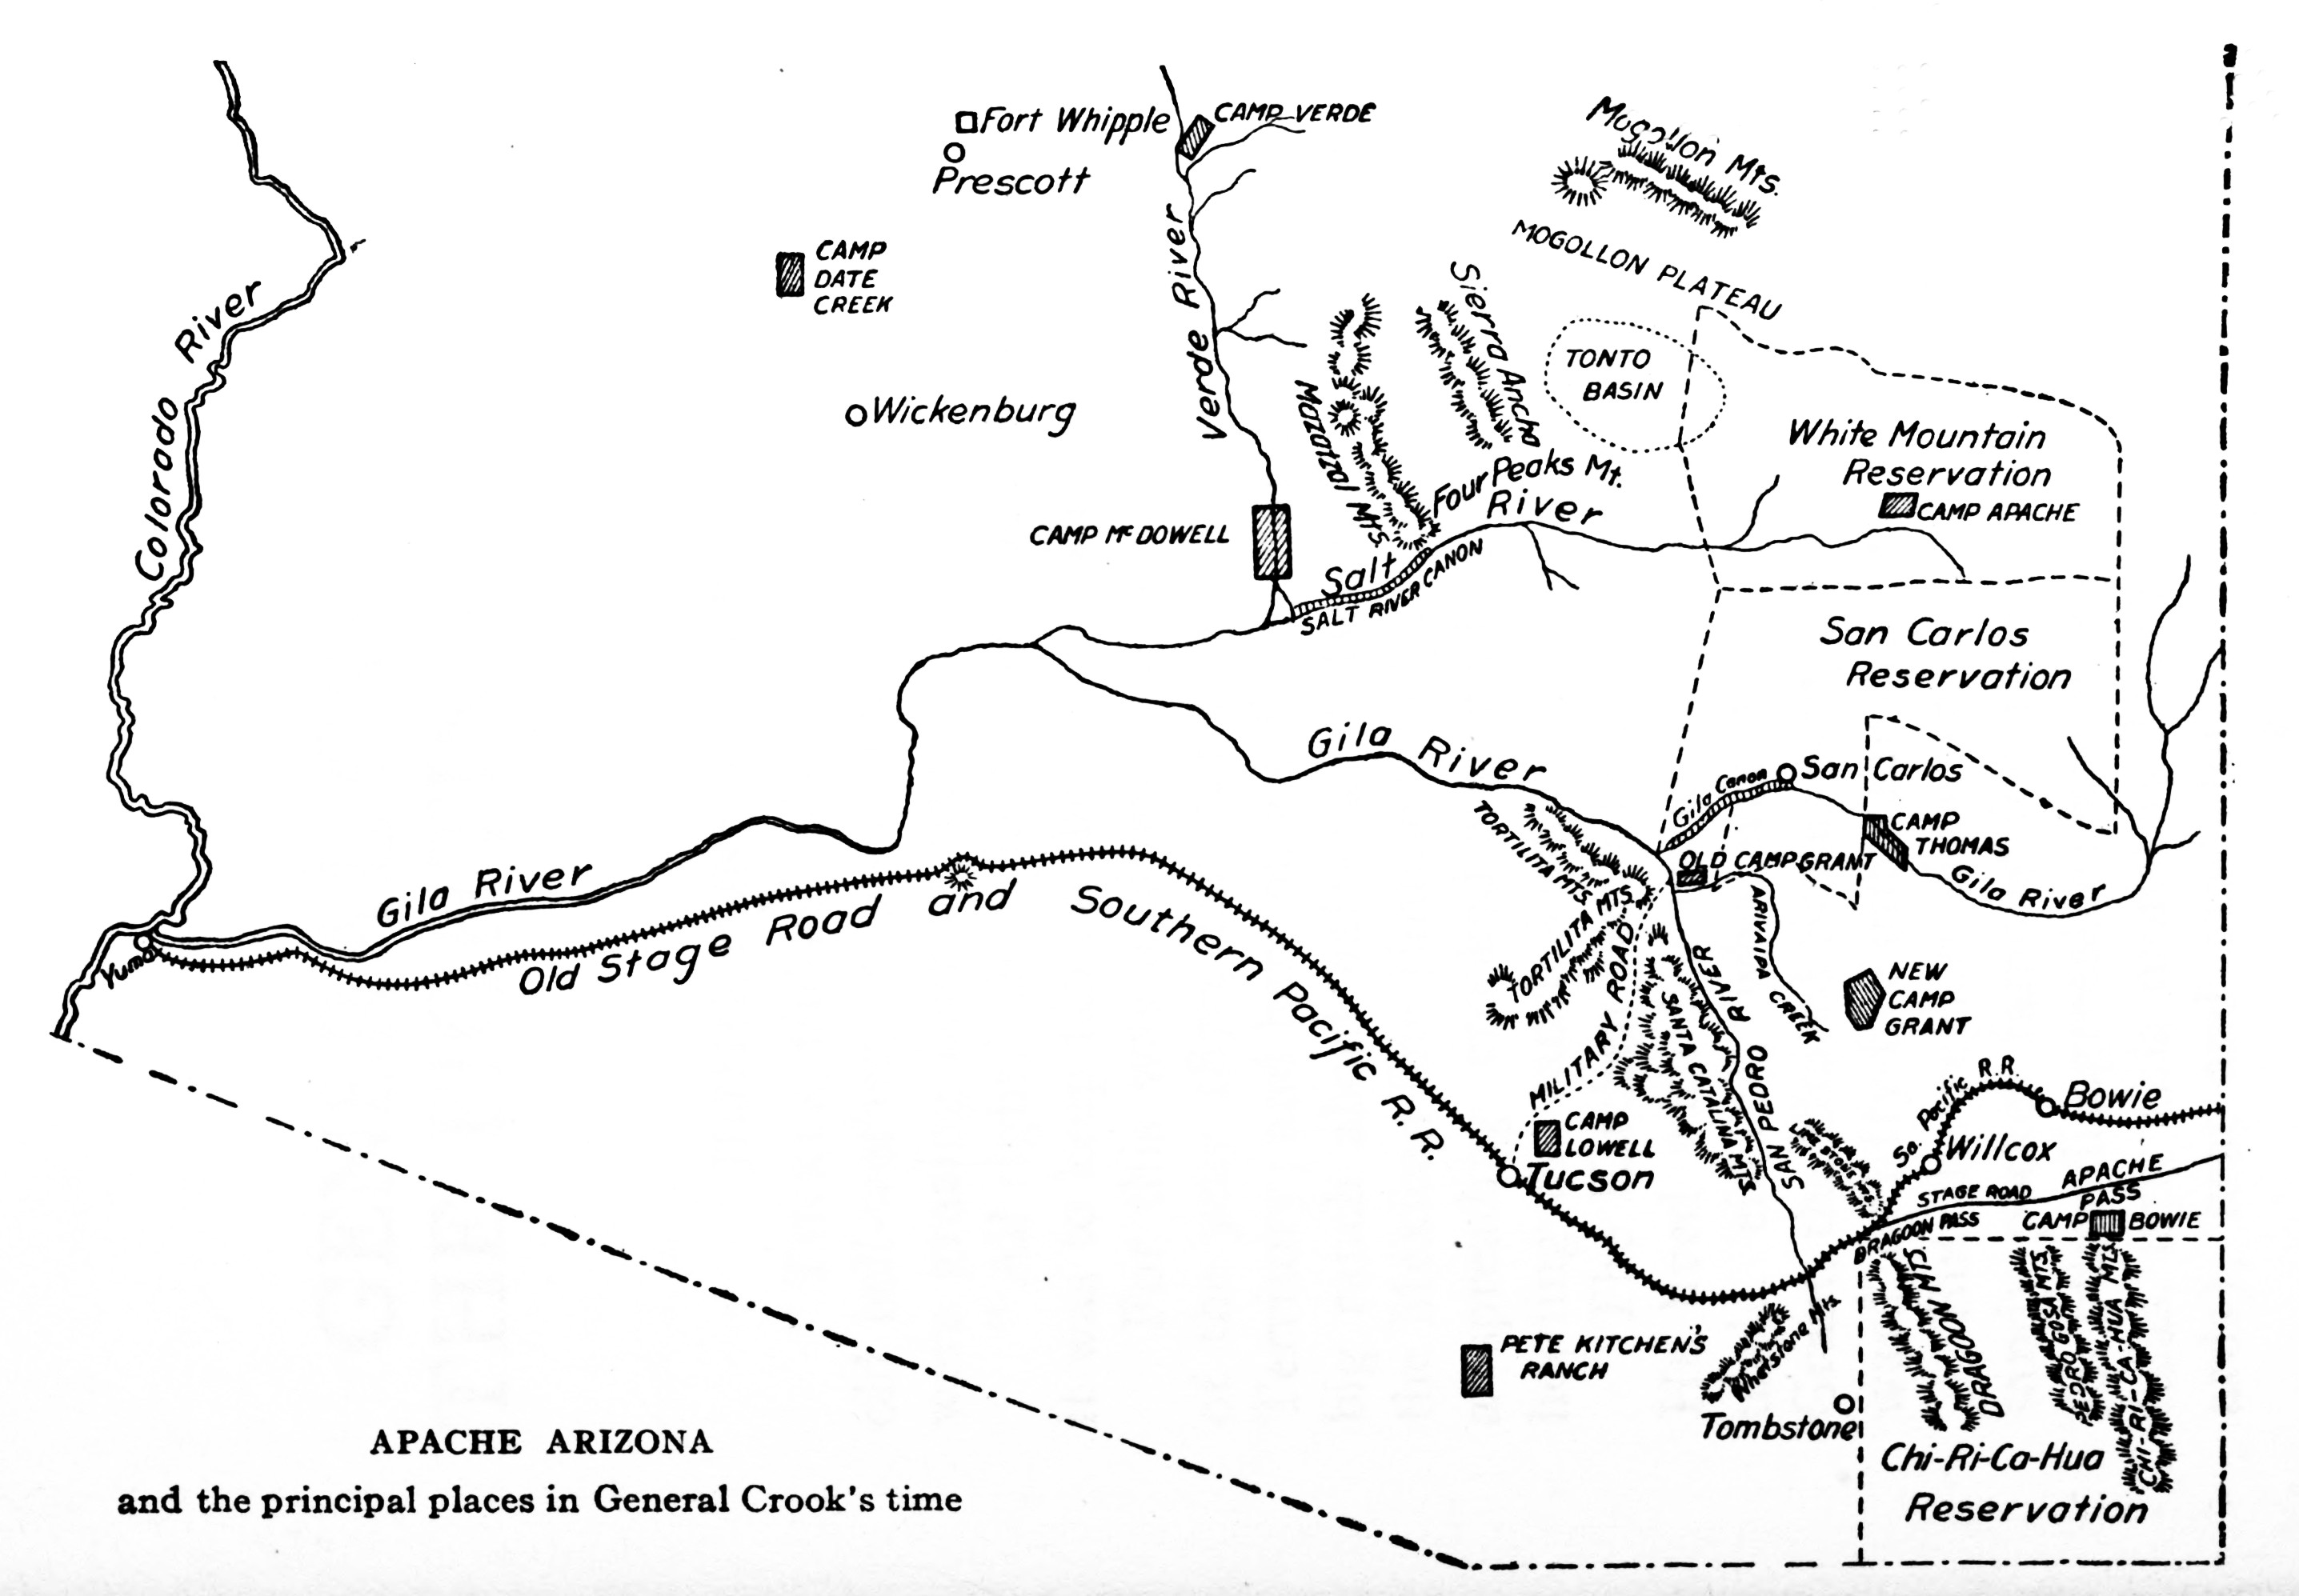 Fort Whipple
CAMP VERDE
Prescott
Mogollon Mts.
MOGOLLON PLATEAU
CAMP
DATE
CREEK
Colorado River
Verde River
Wickenburg
Mazatzal Mts.
Sierra Ancha
TONTO
BASIN
Four Peaks Mt.
White Mountain
Reservation
CAMP APACHE
CAMP McDOWELL
Salt River
SALT RIVER CANON
San Carlos
Reservation
Gila River
Gila Canon
San Carlos
CAMP
THOMAS
Gila River
OLD CAMP GRANT
TORTILITA MTS.
TORTILITA MTS.
MILITARY ROAD
SANTA CATALINA MTS
SAN PEDRO RIVER
ARIVAIPA CREEK
NEW
CAMP
GRANT
Gila River
Yuma
Old Stage Road and Southern Pacific R. R.
CAMP
LOWELL
Tucson
So. Pacific R.R.
Bowie
Willcox
STAGE ROAD
APACHE
PASS
DRAGOON PASS
CAMP BOWIE
DRAGOON MTS.
PEDROGOSA MTS.
CHI-RI-CA-HUA MTS.
Whetstone Mts.
PETE KITCHEN'S
RANCH
Tombstone
Chi-Ri-Ca-Hua
Reservation
APACHE ARIZONA
and the principal places in General Crook's time